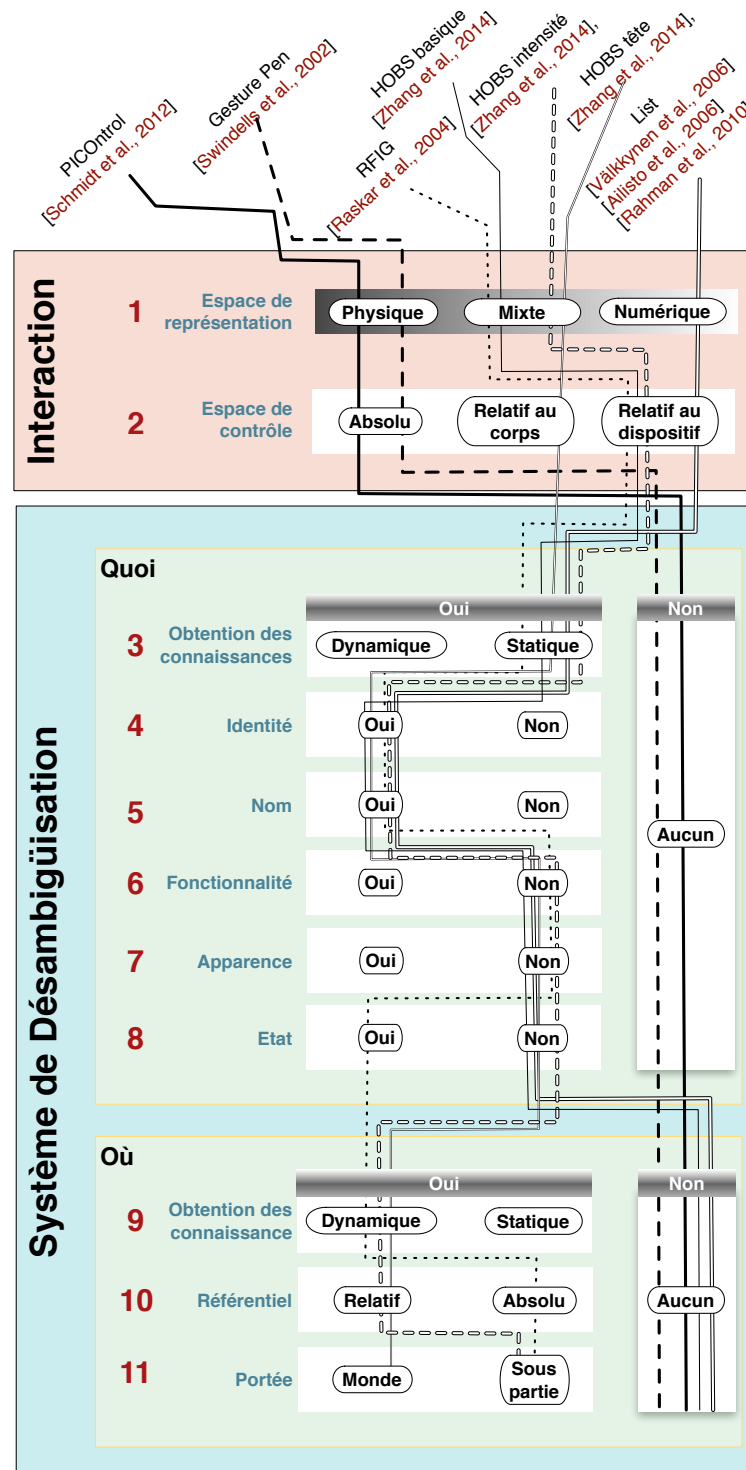 PICOntrol
[Schmidt et al., 2012]
Gesture Pen
[Swindells et al., 2002]
RFIG
[Raskar et al., 2004]
HOBS basique
[Zhang et al., 2014]
HOBS intensité
[Zhang et al., 2014],
HOBS tête
[Zhang et al., 2014],
List
[Välkkynen et al., 2006]
[Ailisto et al., 2006]
[Rahman et al., 2010]
Interaction
1 Espace de
représentation
Physique Mixte Numérique
2 Espace de
contrôle
Absolu Relatif au
corps
Relatif au
dispositif
Système de Désambigüisation
Quoi
Oui Non
3 Obtention des
connaissances
Dynamique Statique
4 Identité Oui Non
5 Nom Oui Non
Aucun
6 Fonctionnalité Oui Non
7 Apparence Oui Non
8 Etat Oui Non
Où
Oui Non
9 Obtention des
connaissance
Dynamique Statique
10 Référentiel Relatif Absolu Aucun
11 Portée Monde Sous
partie